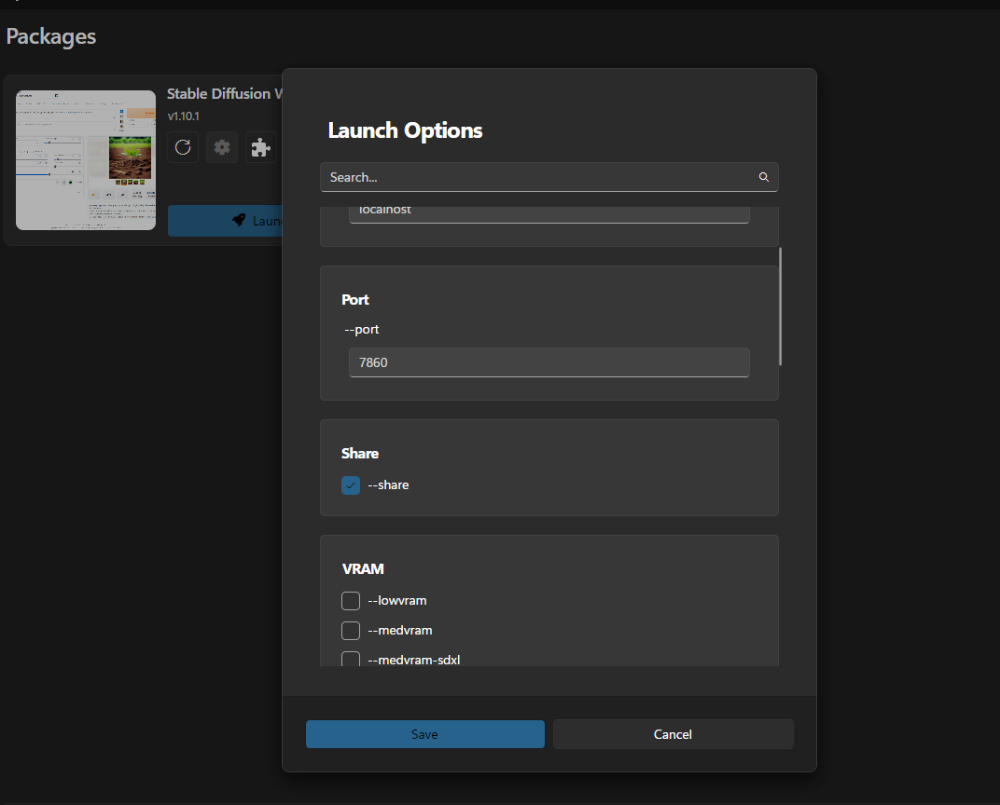 Packages
Stable Diffusion
v1.10.1
Launch Options
Search...
localhost
Port
--port
7860
Share
--share
VRAM
--lowvram
--medvram
--medvram-sdxl
Save
Cancel